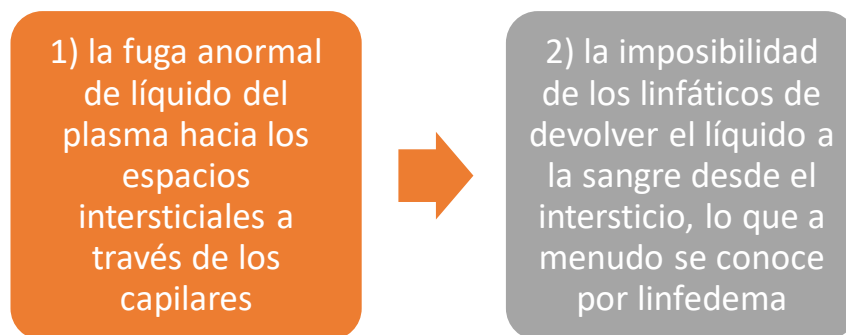 1) la fuga anormal
de líquido del
plasma hacia los
espacios
intersticiales a
través de los
capilares
2) la imposibilidad
de los linfáticos de
devolver el líquido a
la sangre desde el
intersticio, lo que a
menudo se conoce
por linfedema